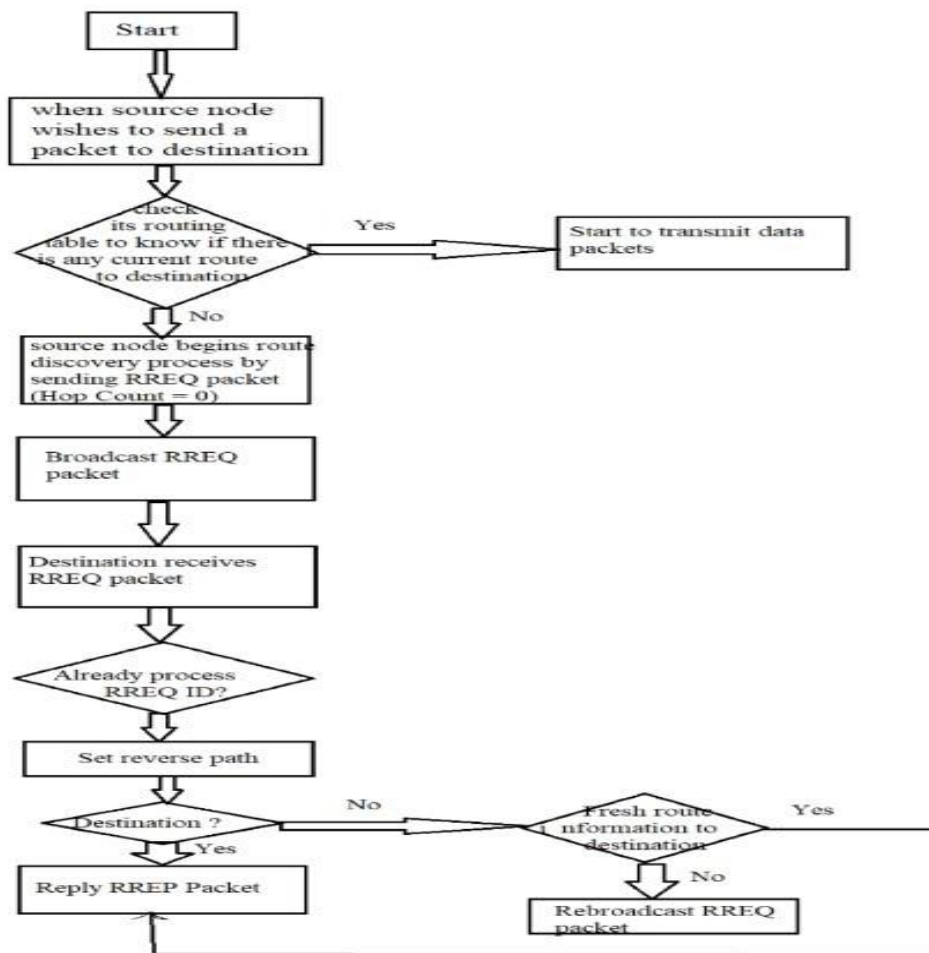 Start
when source node
wishes to send a
packet to destination
check
its routing
table to know if there
is any current route
to destination
Yes
Start to transmit data
packets
No
source node begins route
discovery process by
sending RREQ packet
(Hop Count = 0)
Broadcast RREQ
packet
Destination receives
RREQ packet
Already process
RREQ ID?
Set reverse path
Destination ?
No
Fresh route
i nformation to
destination
Yes
Yes
Reply RREP Packet
No
Rebroadcast RREQ
packet